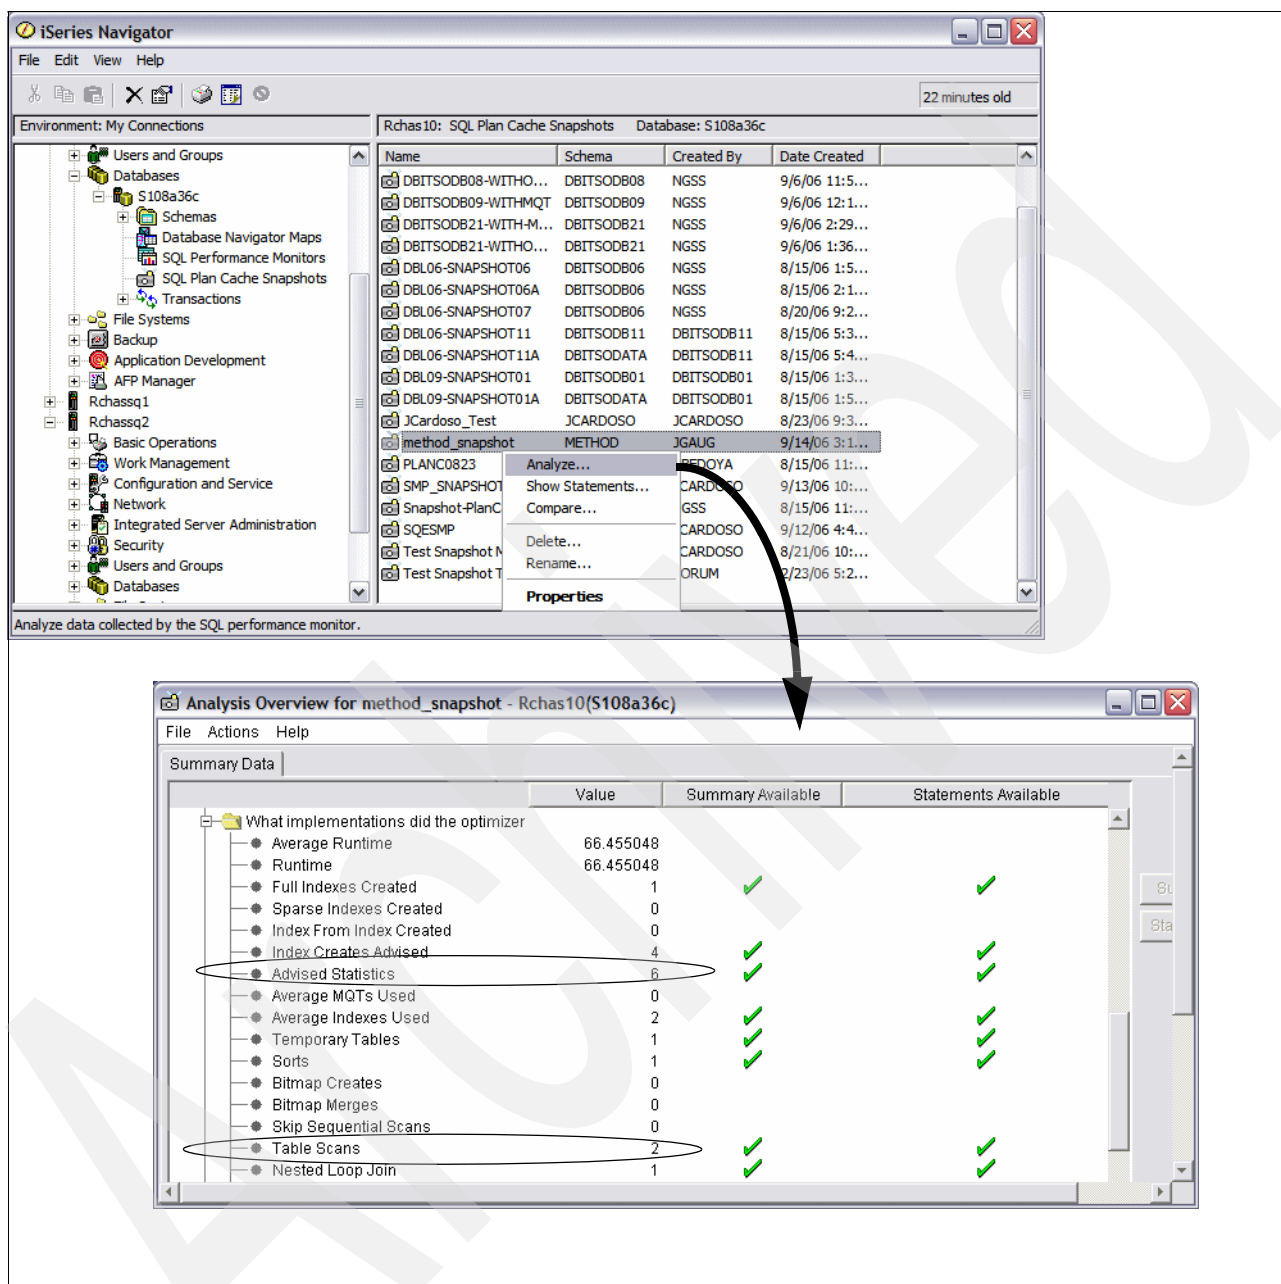 iSeries Navigator
File Edit View Help
22 minutes old
Environment: My Connections
Rchas10: SQL Plan Cache Snapshots Database: S108a36c
Users and Groups
Databases
S108a36c
Schemas
Database Navigator Maps
SQL Performance Monitors
SQL Plan Cache Snapshots
Transactions
File Systems
Backup
Application Development
AFP Manager
Rchassq1
Rchassq2
Basic Operations
Work Management
Configuration and Service
Network
Integrated Server Administration
Security
Users and Groups
Databases
Name Schema Created By Date Created
DBITSODB08-WITHO... DBITSODB08 NGSS 9/6/06 11:5...
DBITSODB09-WITHMQT DBITSODB09 NGSS 9/6/06 12:1...
DBITSODB21-WITH-M... DBITSODB21 NGSS 9/6/06 2:29...
DBITSODB21-WITHO... DBITSODB21 NGSS 9/6/06 1:36...
DBL06-SNAPSHOT06 DBITSODB06 NGSS 8/15/06 1:5...
DBL06-SNAPSHOT06A DBITSODB06 NGSS 8/15/06 2:1...
DBL06-SNAPSHOT07 DBITSODB06 NGSS 8/20/06 9:2...
DBL06-SNAPSHOT11 DBITSODB11 DBITSODB11 8/15/06 5:3...
DBL06-SNAPSHOT11A DBITSODATA DBITSODB11 8/15/06 5:4...
DBL09-SNAPSHOT01 DBITSODB01 DBITSODB01 8/15/06 1:3...
DBL09-SNAPSHOT01A DBITSODATA DBITSODB01 8/15/06 1:5...
JCardoso_Test JCARDOSO JCARDOSO 8/23/06 9:3...
method_snapshot METHOD JGAUG 9/14/06 3:1...
PLANC0823 EDOYA 8/15/06 11:...
SMP_SNAPSHOT CARDOSO 9/13/06 10:...
Snapshot-PlanC GSS 8/15/06 11:...
SQESMP CARDOSO 9/12/06 4:4...
Test Snapshot M CARDOSO 8/21/06 10:...
Test Snapshot T ORUM 2/23/06 5:2...
Analyze...
Show Statements...
Compare...
Delete...
Rename...
Properties
Analyze data collected by the SQL performance monitor.
Analysis Overview for method_snapshot - Rchas10(S108a36c)
File Actions Help
Summary Data
Value Summary Available Statements Available
What implementations did the optimizer
Average Runtime 66.455048
Runtime 66.455048
Full Indexes Created 1
Sparse Indexes Created 0
Index From Index Created 0
Index Creates Advised 4
Advised Statistics 6
Average MQTs Used 0
Average Indexes Used 2
Temporary Tables 1
Sorts 1
Bitmap Creates 0
Bitmap Merges 0
Skip Sequential Scans 0
Table Scans 2
Nested Loop Join 1
Su
Sta
Archived